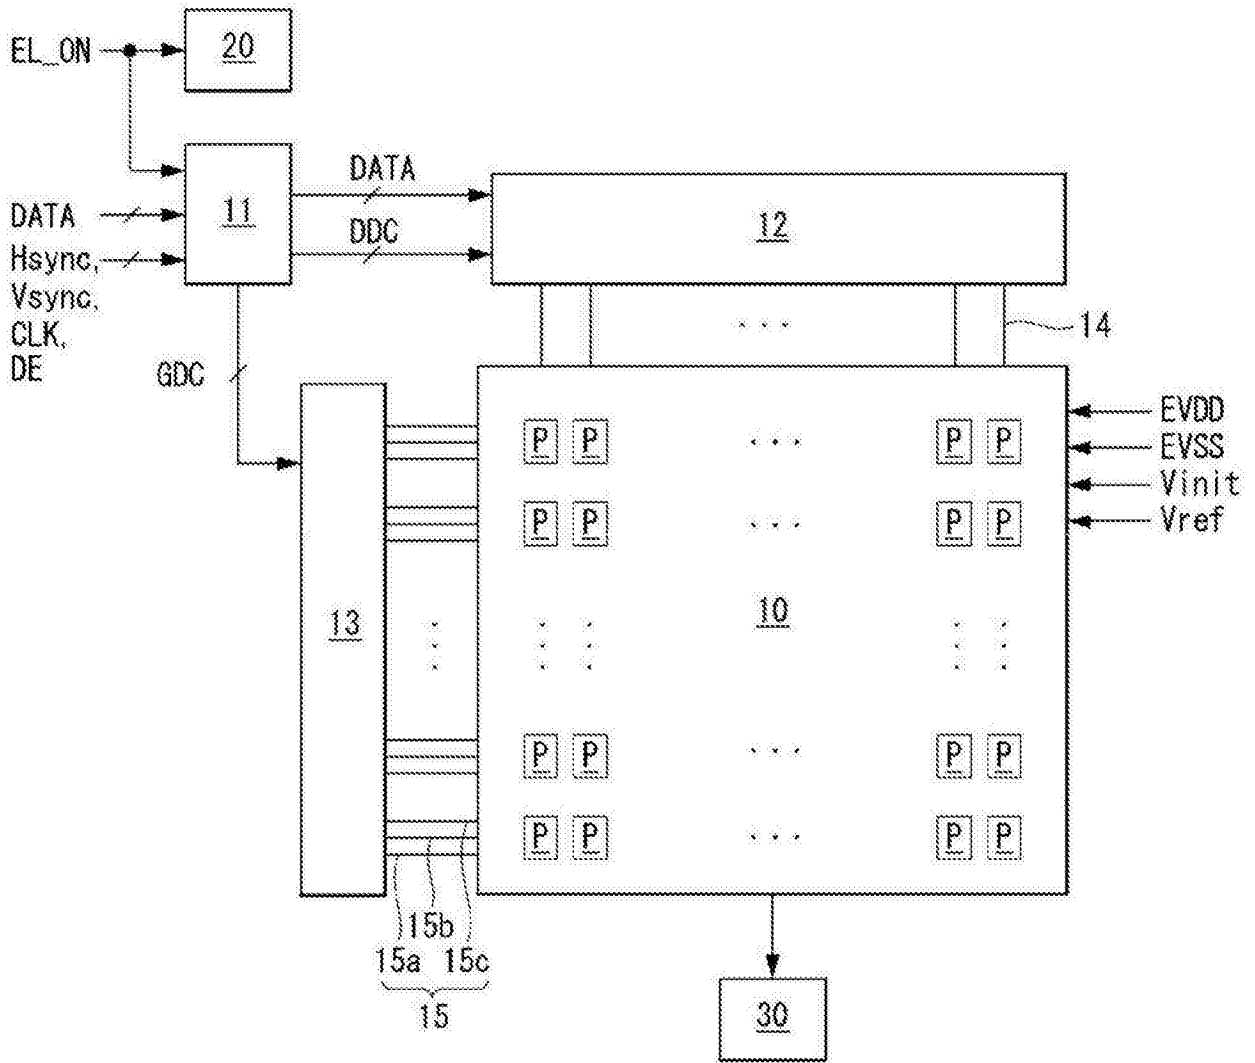 EL_ON
20
DATA
11
DATA
DDC
12
Hsync,
Vsync,
CLK,
DE
GDC
14
EVDD
EVSS
Vinit
Vref
P P ··· P P
P P ··· P P
13
10
P P ··· P P
P P ··· P P
15b
15a 15c
15
30